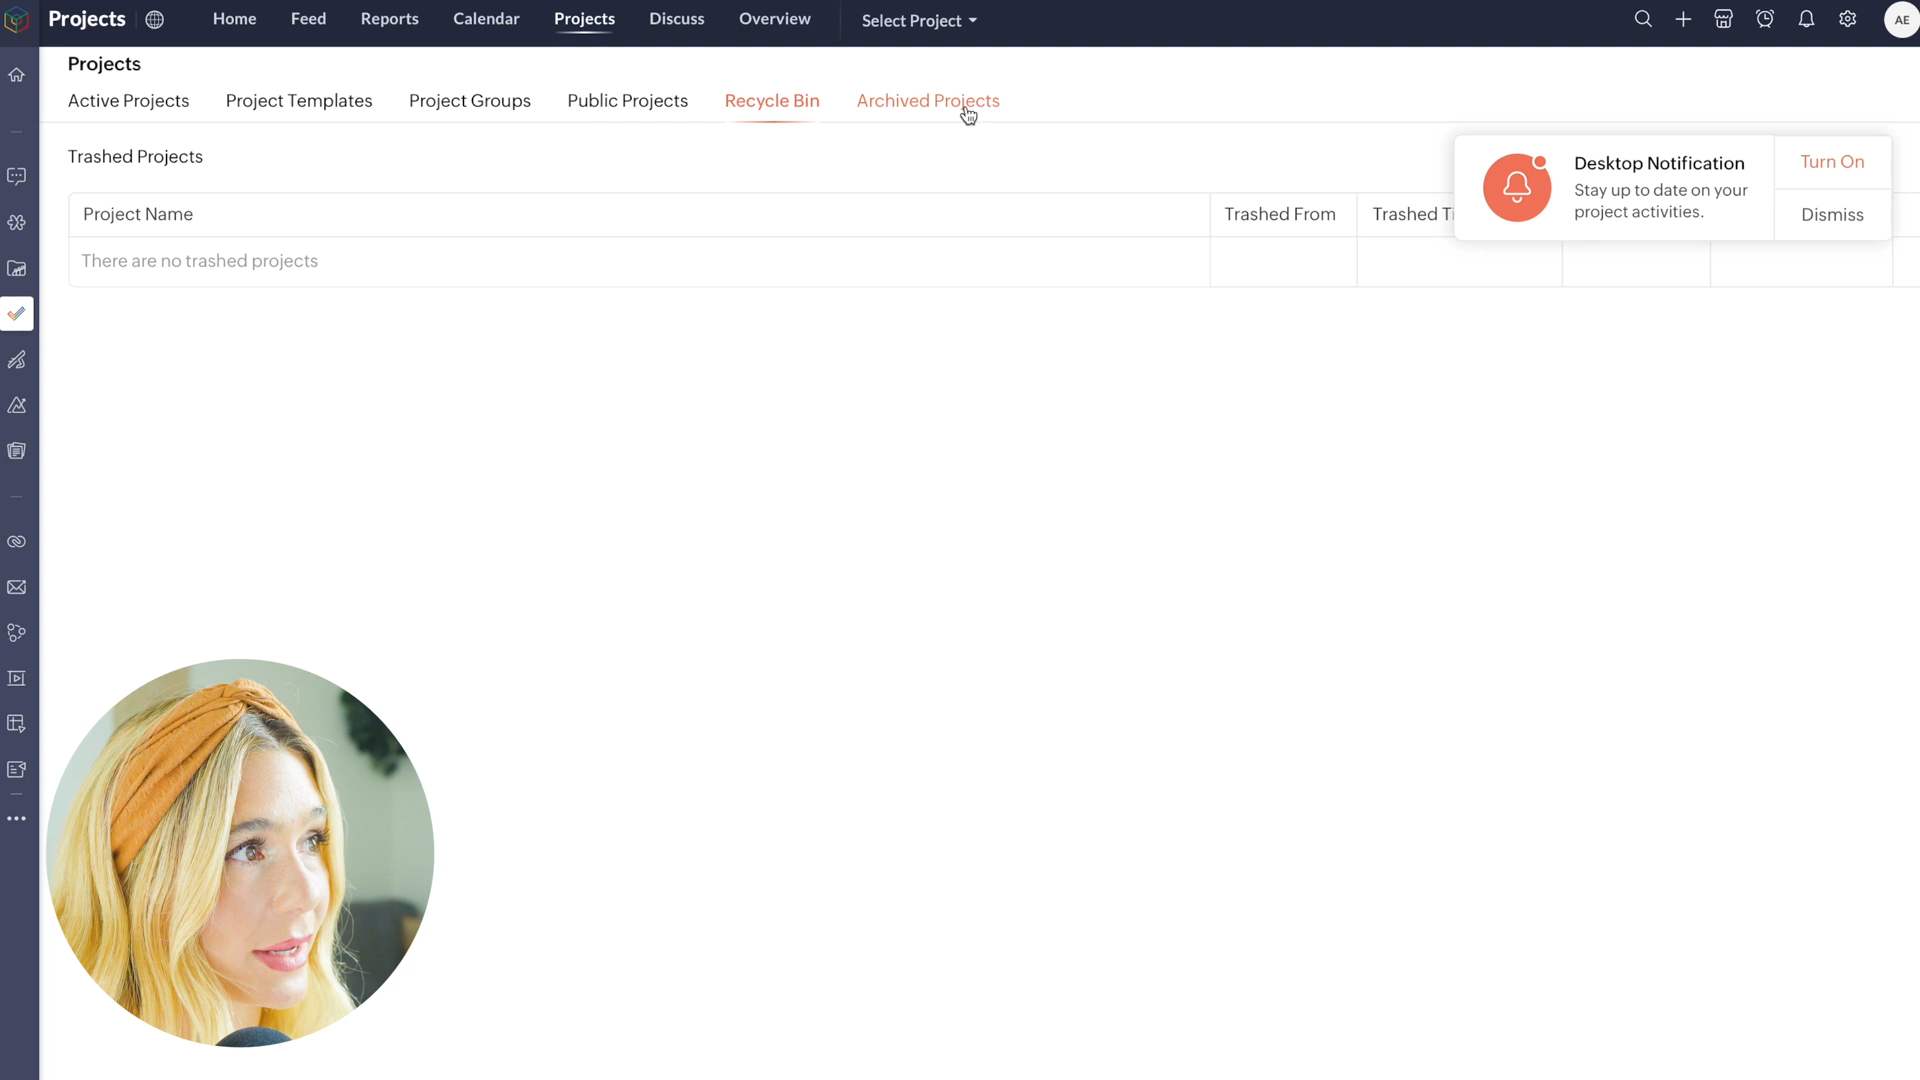 Projects Home Feed Reports Calendar Projects Discuss Overview Select Project AE
Projects
Active Projects Project Templates Project Groups Public Projects Recycle Bin Archived Projects
Trashed Projects
Desktop Notification Turn On
Stay up to date on your
project activities. Dismiss
Project Name Trashed From Trashed Ti
There are no trashed projects